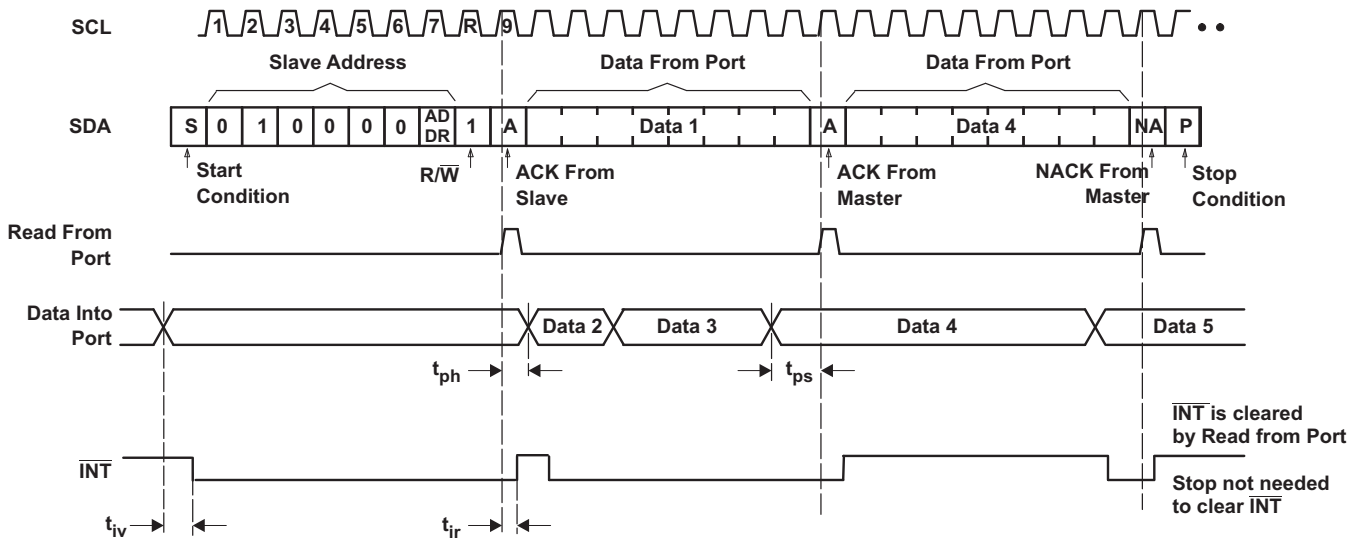 SCL 1 2 3 4 5 6 7 R 9
Slave Address Data From Port Data From Port
SDA S 0 1 0 0 0 0 AD DR 1 A Data 1 A Data 4 NA P
Start Condition
R/W̅
ACK From Slave
ACK From Master
NACK From Master
Stop Condition
Read From Port
Data Into Port
Data 2 Data 3 Data 4 Data 5
tph tps
INT is cleared by Read from Port
INT
Stop not needed to clear INT
tiv tir